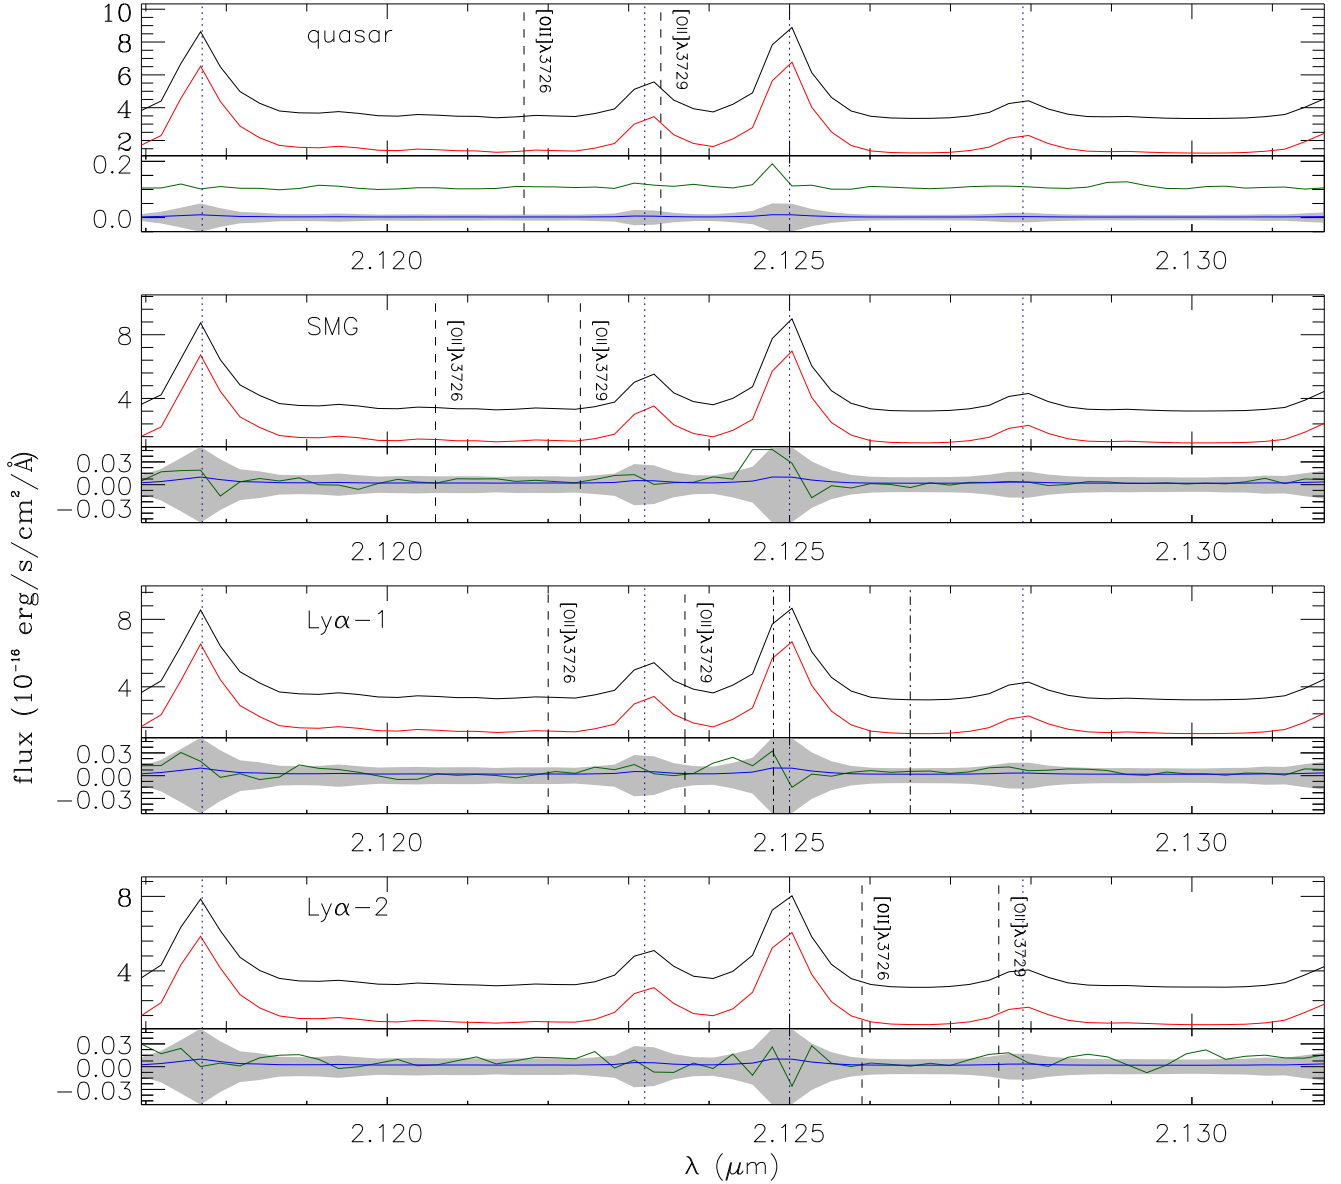 flux (10⁻¹⁶ erg/s/cm²/Å)
quasar
[OII]λ3726
[OII]λ3729
10
8
6
4
2
0.2
0.0
2.120
2.125
2.130
SMG
[OII]λ3726
[OII]λ3729
8
4
0.03
0.00
−0.03
2.120
2.125
2.130
Lyα−1
[OII]λ3726
[OII]λ3729
8
4
0.03
0.00
−0.03
2.120
2.125
2.130
Lyα−2
[OII]λ3726
[OII]λ3729
8
4
0.03
0.00
−0.03
2.120
2.125
2.130
λ (μm)